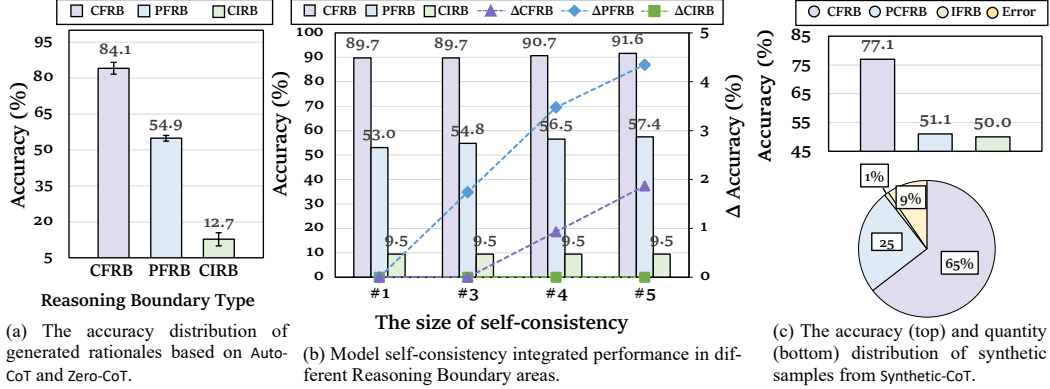 CFRB PFRB CIRB
95
80
65
50
35
20
5
Accuracy (%)
84.1
54.9
12.7
CFRB PFRB CIRB
Reasoning Boundary Type
(a) The accuracy distribution of
generated rationales based on Auto-
CoT and Zero-CoT.
CFRB PFRB CIRB ΔCFRB ΔPFRB ΔCIRB
100
90
80
70
60
50
40
30
20
10
0
Accuracy (%)
89.7 89.7 90.7 91.6
53.0 54.8 56.5 57.4
9.5 9.5 9.5 9.5
5
4
3
2
1
0
Δ Accuracy (%)
#1 #3 #4 #5
The size of self-consistency
(b) Model self-consistency integrated performance in dif-
ferent Reasoning Boundary areas.
CFRB PCFRB IFRB Error
85
75
65
55
45
Accuracy (%)
77.1
51.1
50.0
1%
9%
25
65%
(c) The accuracy (top) and quantity
(bottom) distribution of synthetic
samples from Synthetic-CoT.